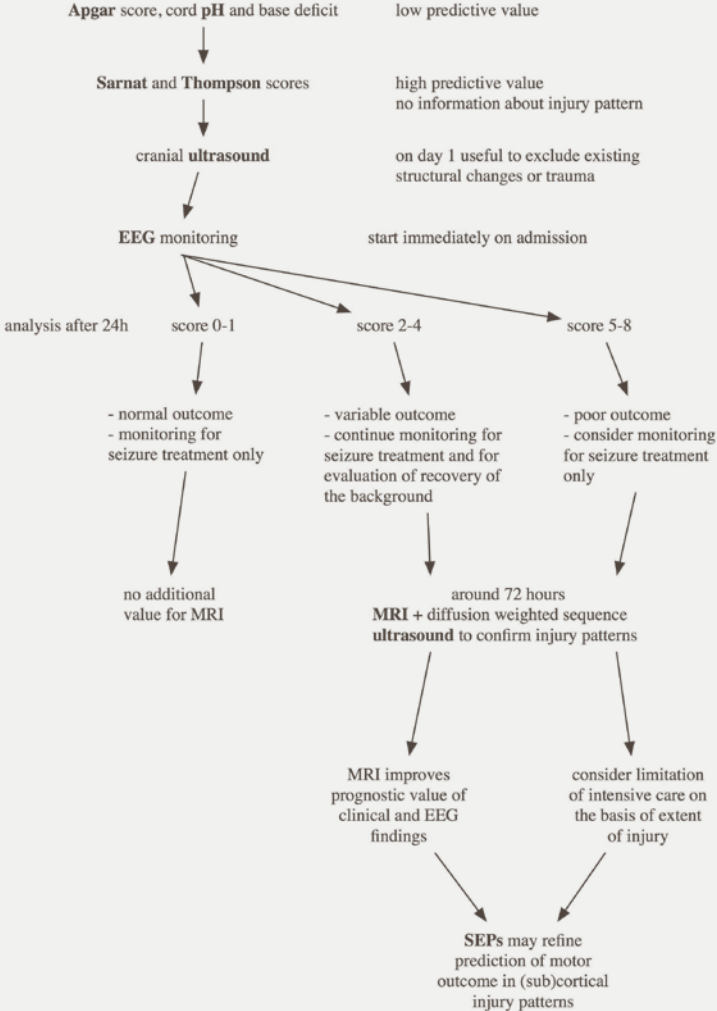 Apgar score, cord pH and base deficit
low predictive value
Sarnat and Thompson scores
high predictive value
no information about injury pattern
cranial ultrasound
on day 1 useful to exclude existing
structural changes or trauma
EEG monitoring
start immediately on admission
analysis after 24h
score 0-1
score 2-4
score 5-8
- normal outcome
- monitoring for
seizure treatment only
- variable outcome
- continue monitoring for
seizure treatment and for
evaluation of recovery of
the background
- poor outcome
- consider monitoring
for seizure treatment
only
no additional
value for MRI
around 72 hours
MRI + diffusion weighted sequence
ultrasound to confirm injury patterns
MRI improves
prognostic value of
clinical and EEG
findings
consider limitation
of intensive care on
the basis of extent
of injury
SEPs may refine
prediction of motor
outcome in (sub)cortical
injury patterns